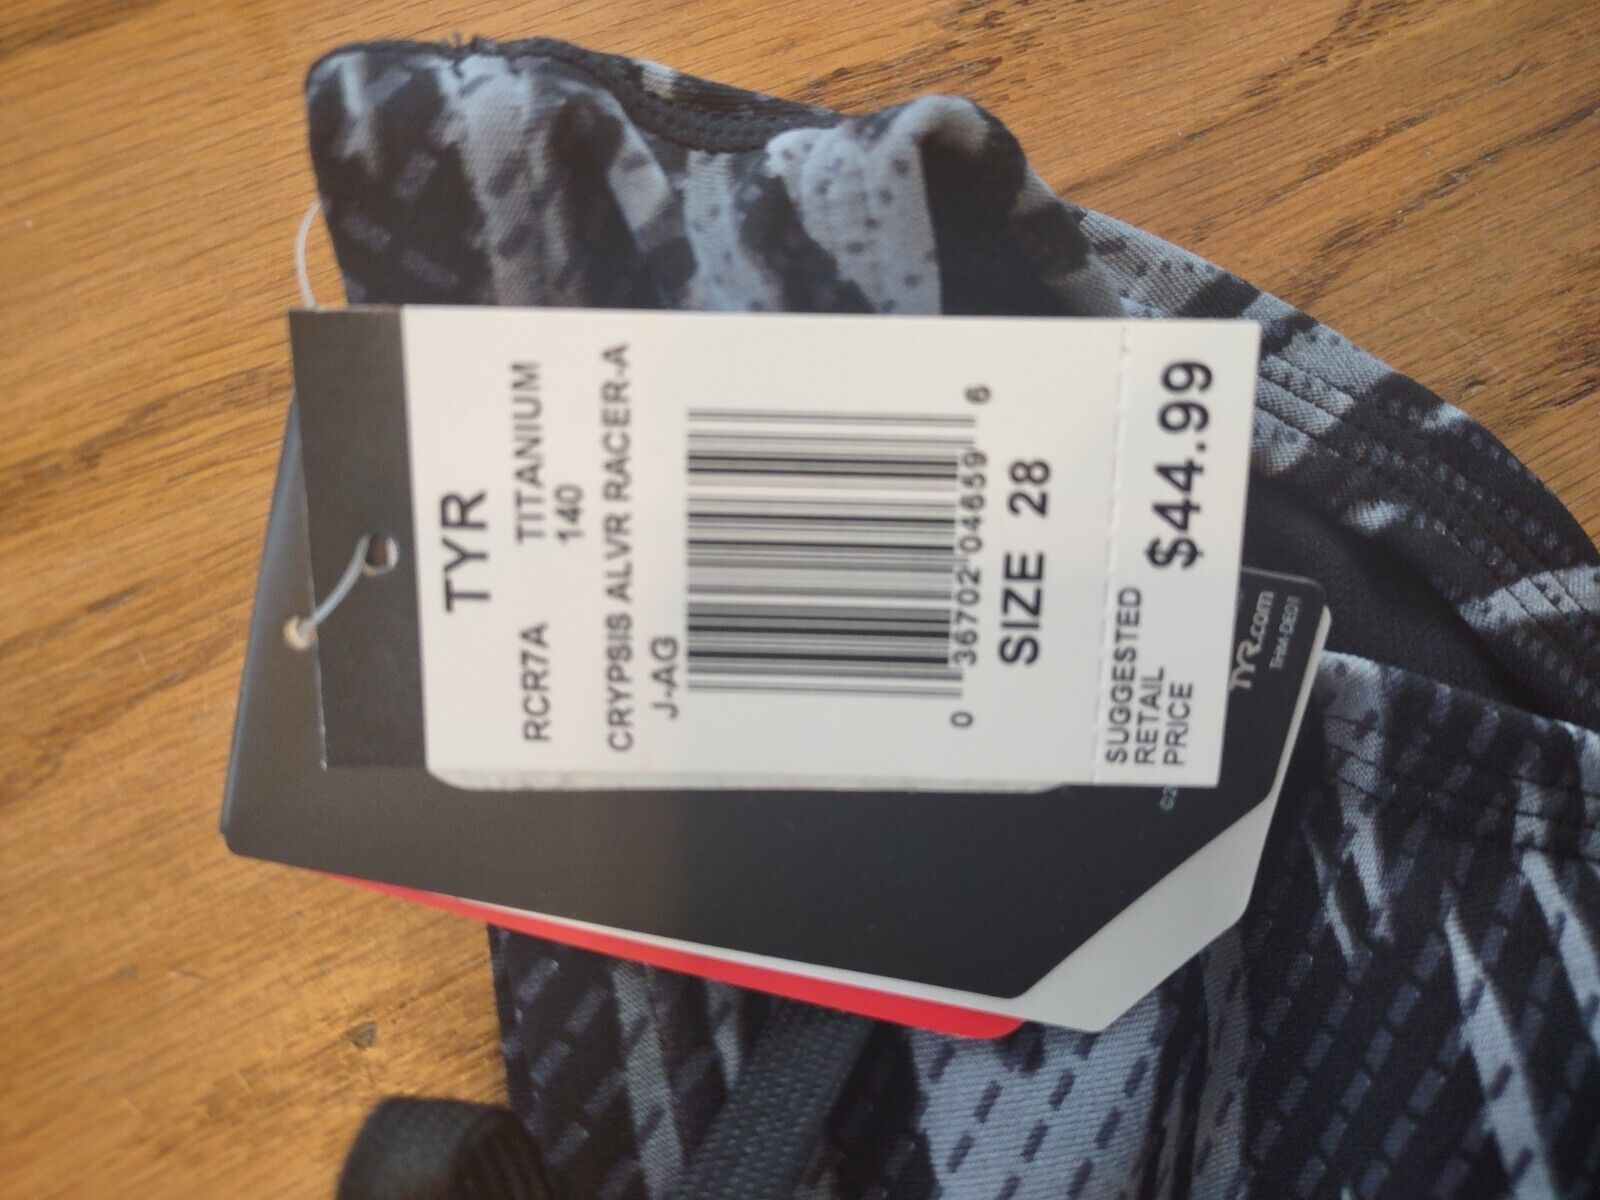 TYR
RCR7A TITANIUM
140
CRYPSIS ALVR RACER-A
J-AG
0 36702 04659 6
SIZE 28
SUGGESTED
RETAIL
PRICE
$44.99
TYR.com